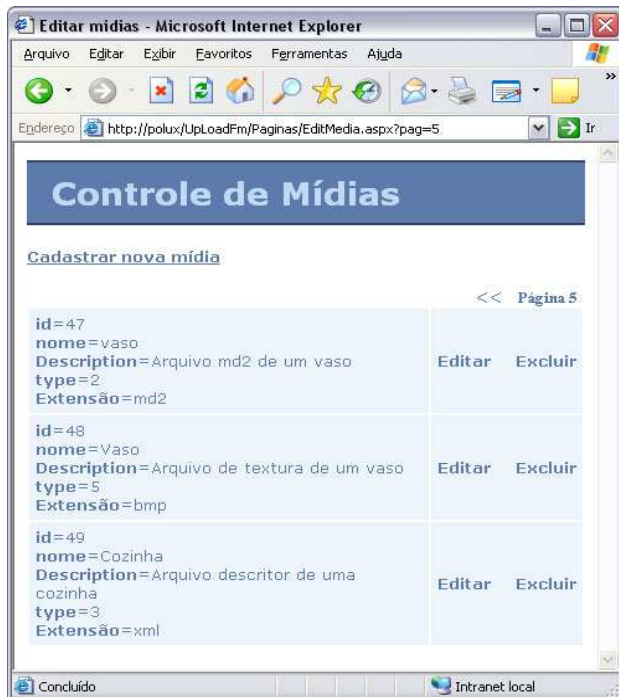 Editar mídias - Microsoft Internet Explorer
Arquivo Editar Exibir Favoritos Ferramentas Ajuda
»
Endereço http://polux/UpLoadFm/Paginas/EditMedia.aspx?pag=5 Ir
Controle de Mídias
Cadastrar nova mídia
<< Página 5
id=47
nome=vaso
Description=Arquivo md2 de um vaso
type=2
Extensão=md2
Editar Excluir
id=48
nome=Vaso
Description=Arquivo de textura de um vaso
type=5
Extensão=bmp
Editar Excluir
id=49
nome=Cozinha
Description=Arquivo descritor de uma
cozinha
type=3
Extensão=xml
Editar Excluir
Concluído Intranet local